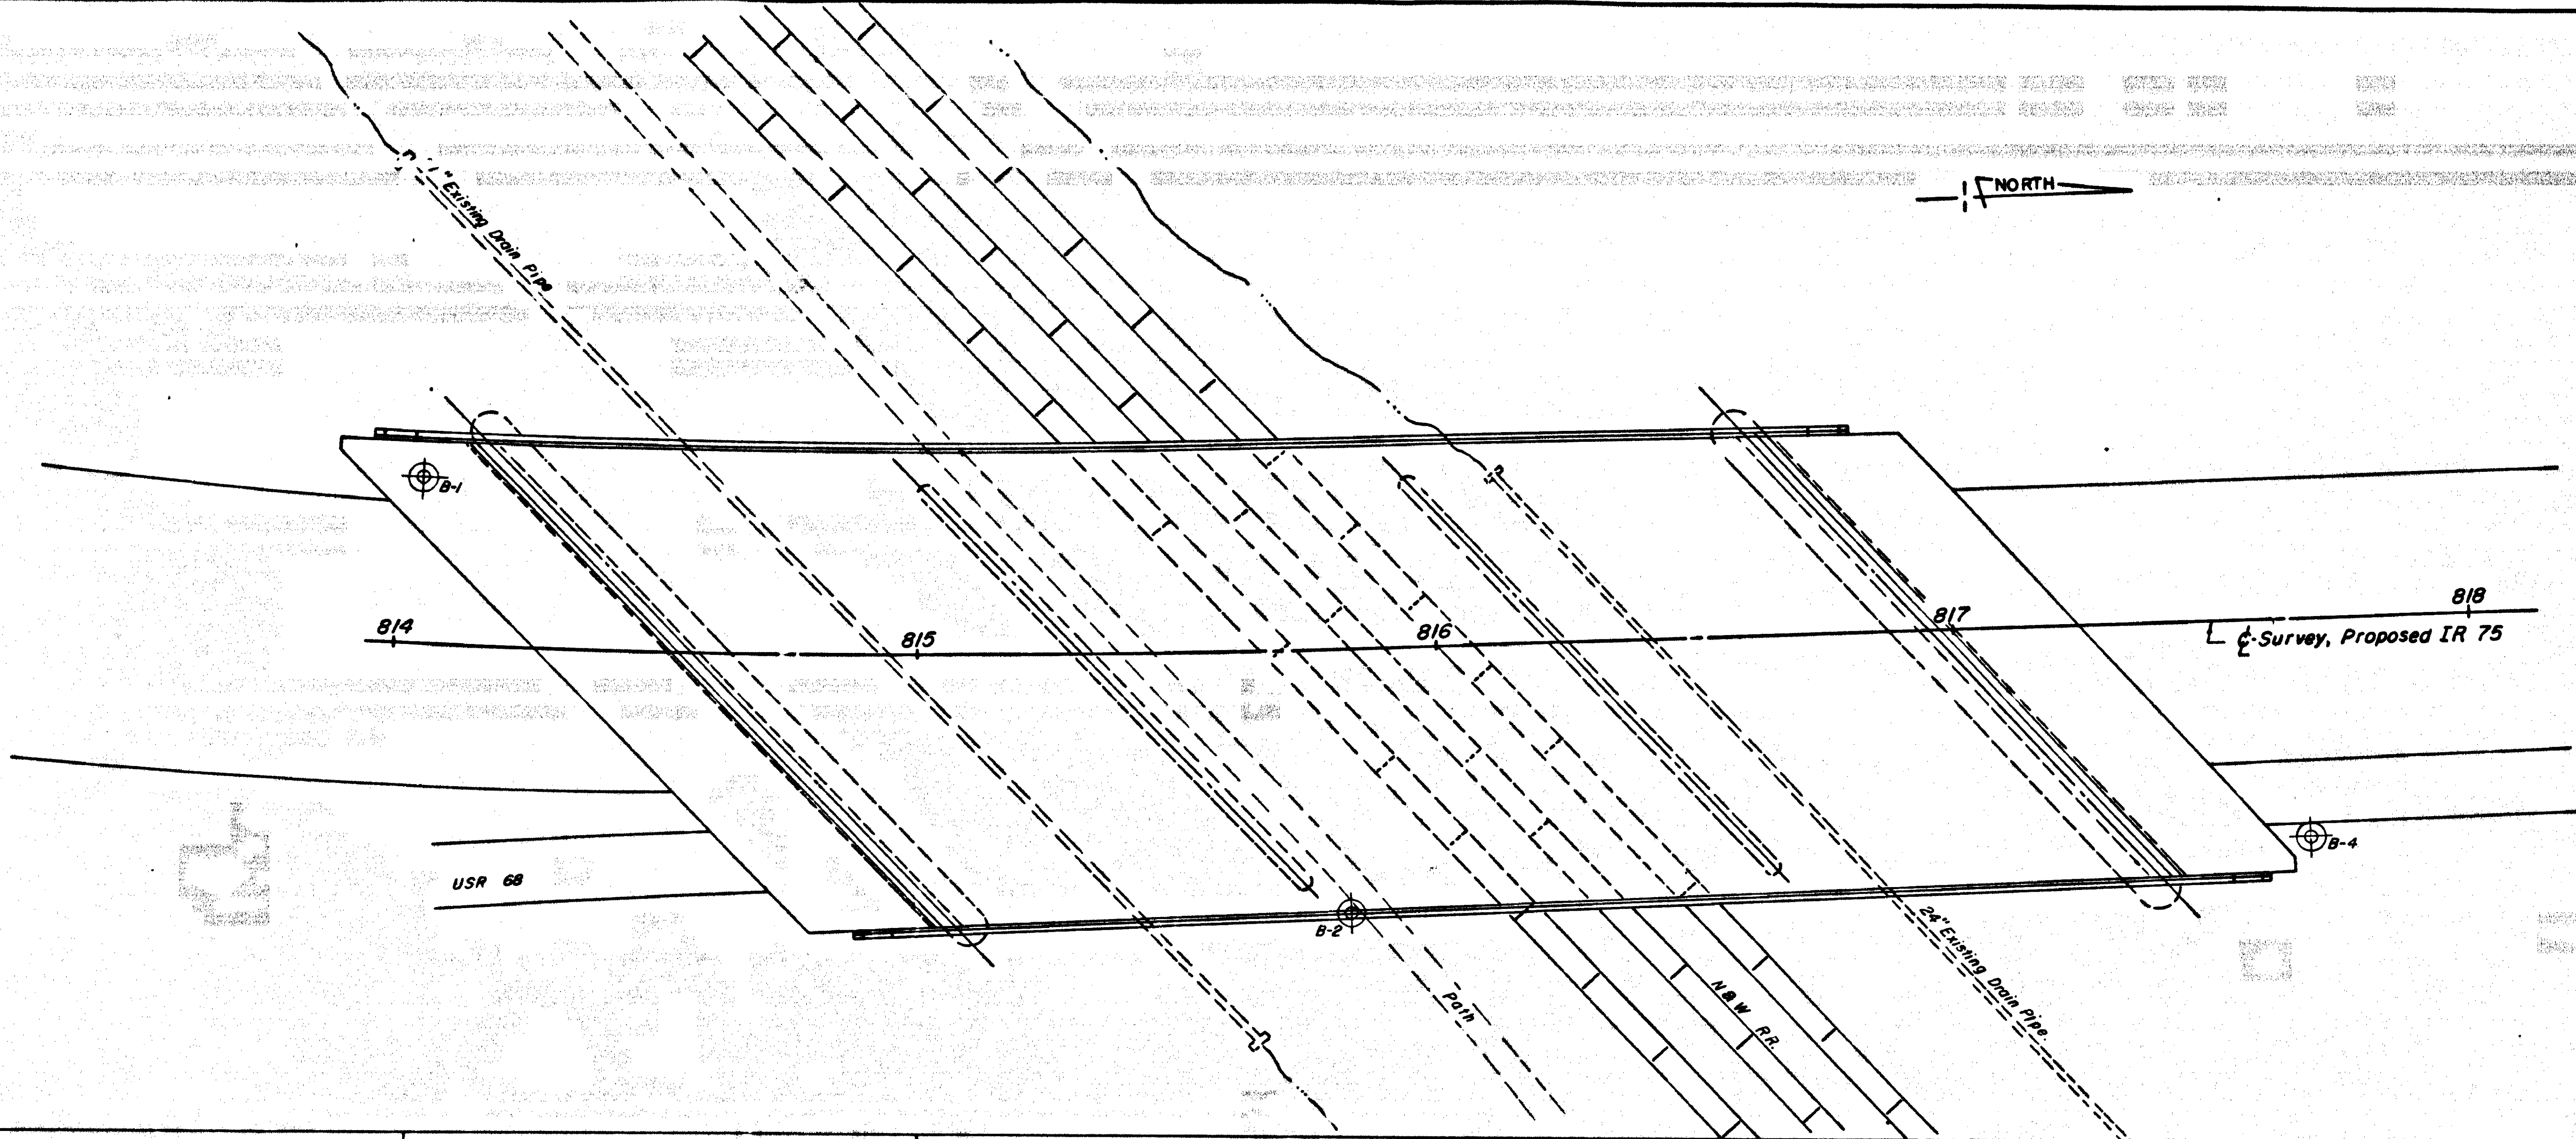 " Existing Drain Pipe
NORTH
B-1
814
815
816
817
818
℄-Survey, Proposed IR 75
USR 68
B-4
B-2
Path
N&W RR.
24" Existing Drain Pipe.